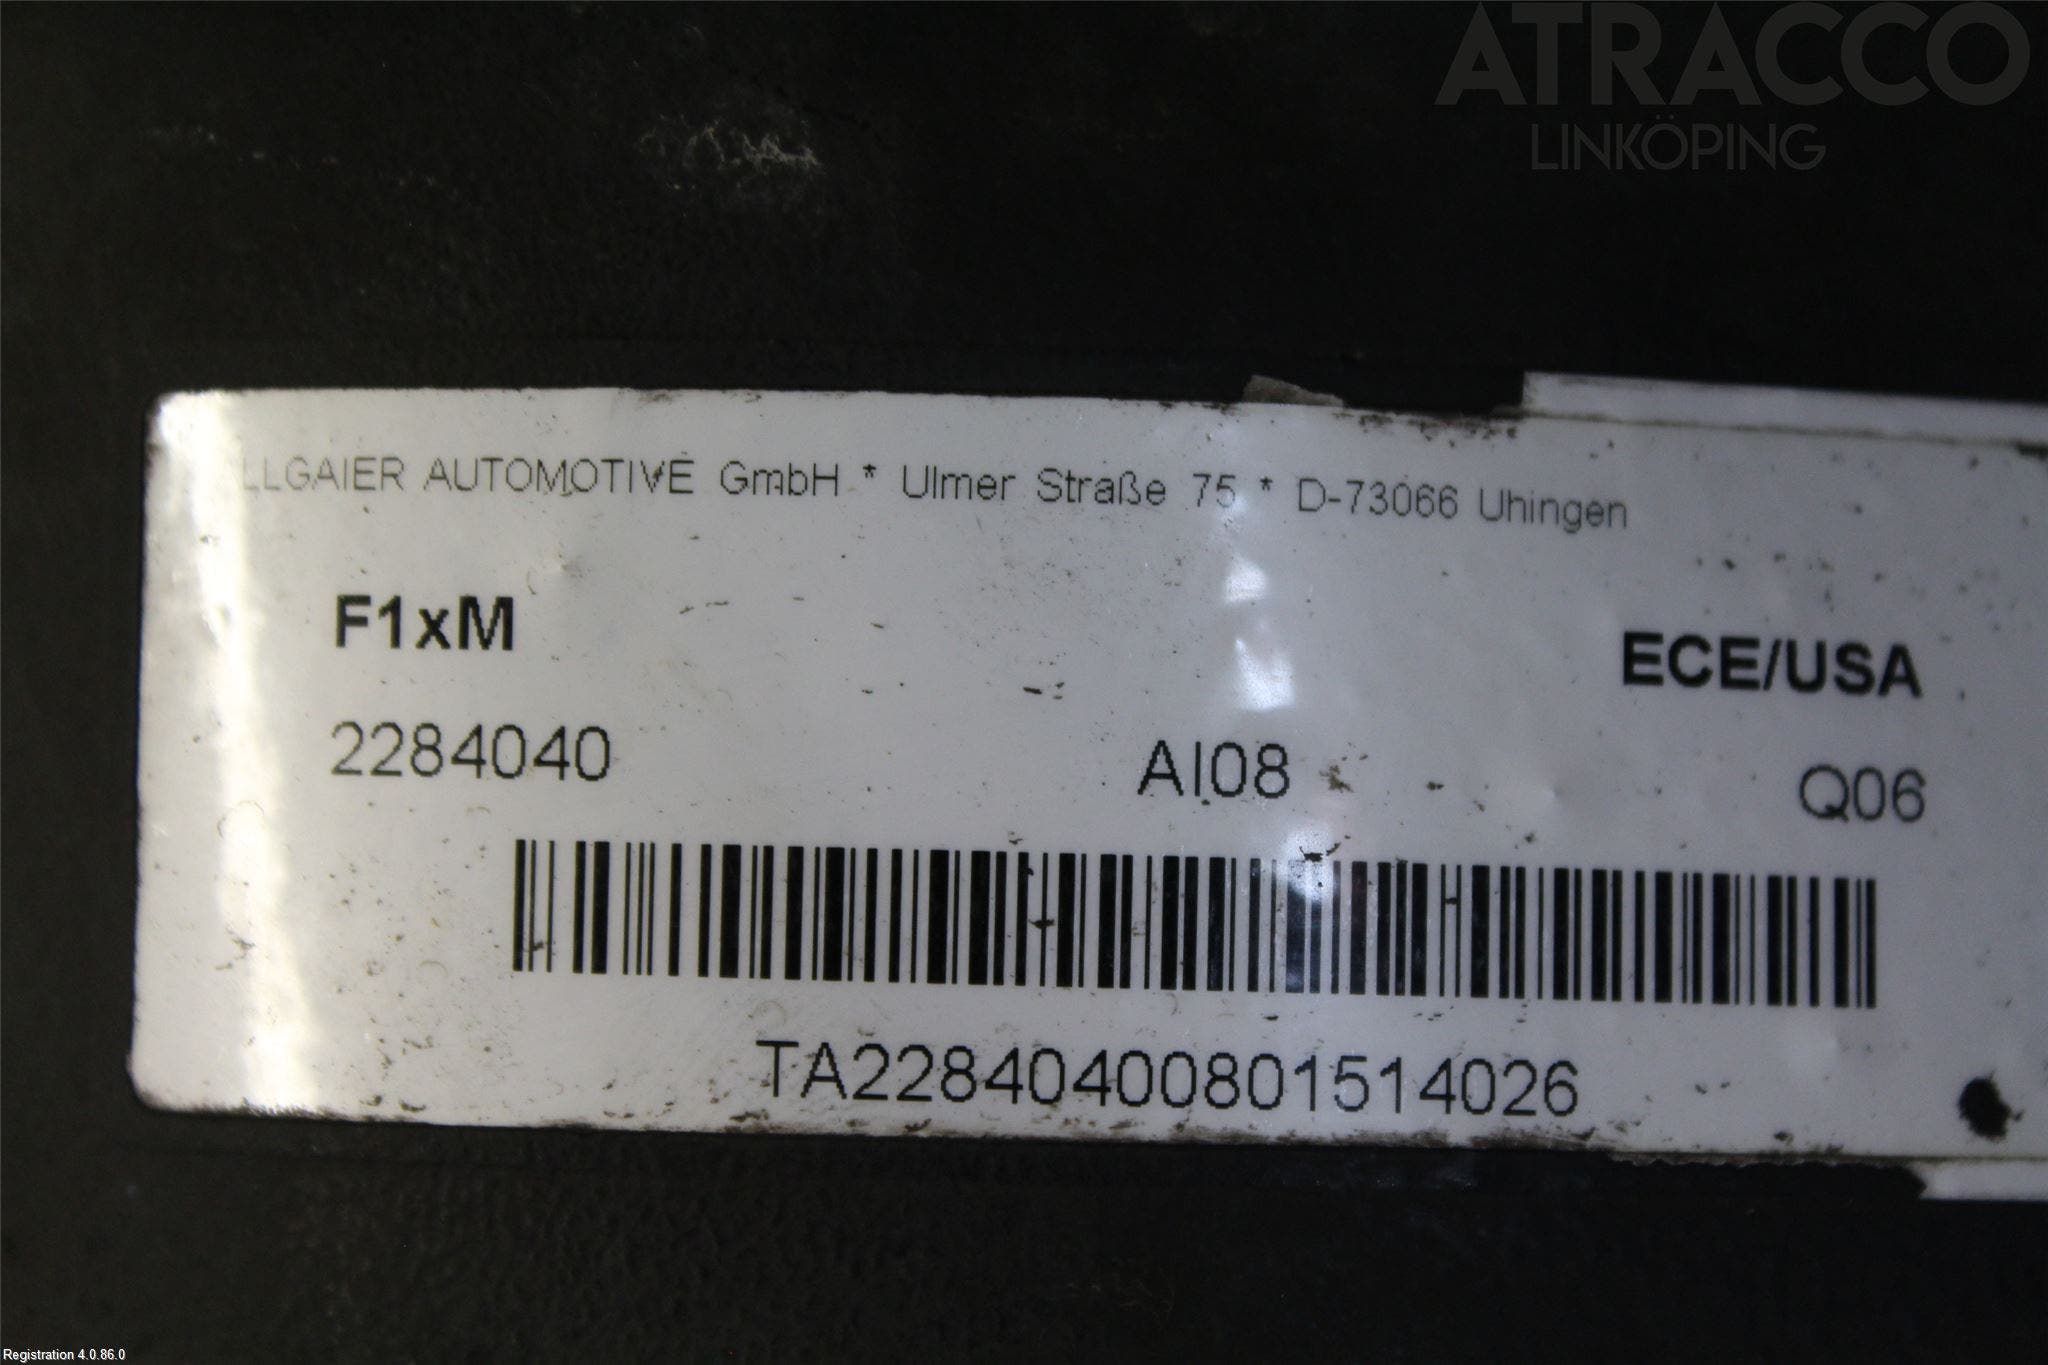 ATRACCO
LINKÖPING
LLGAIER AUTOMOTIVE GmbH * Ulmer Straße 75 * D-73066 Uhingen
F1xM
ECE/USA
2284040 AI08 Q06
TA228404000801514026
Registration 4.0.86.0